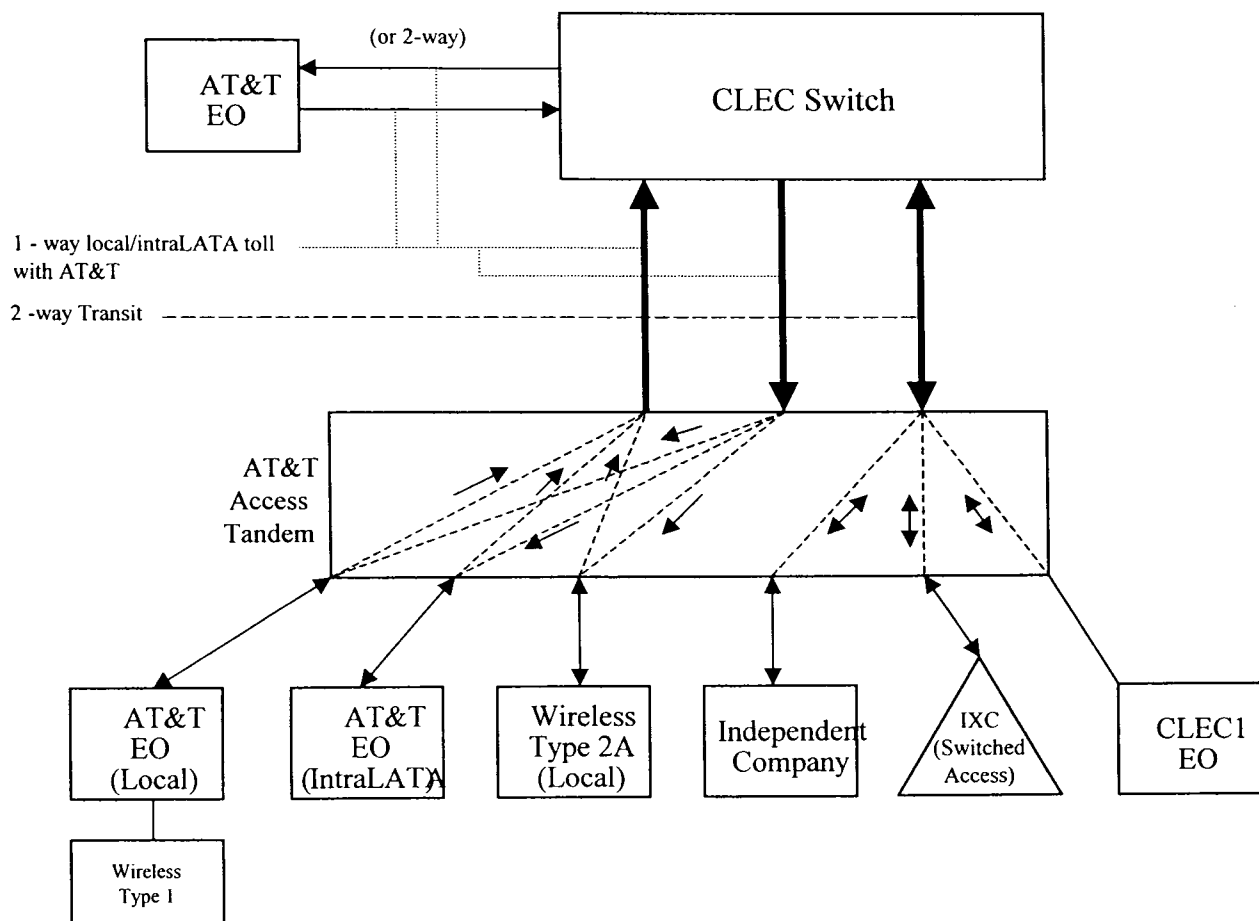 (or 2-way)
AT&T
EO
CLEC Switch
1 - way local/intraLATA toll
with AT&T
2 -way Transit
AT&T
Access
Tandem
AT&T
EO
(Local)
AT&T
EO
(IntraLATA)
Wireless
Type 2A
(Local)
Independent
Company
IXC
(Switched
Access)
CLEC1
EO
Wireless
Type 1